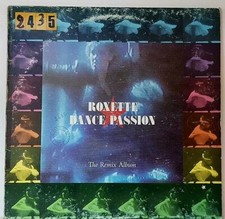 2435
ROXETTE
DANCE PASSION
The Remix Album